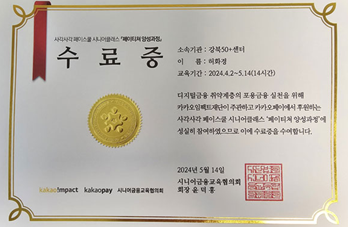 사각사각 페이스쿨 시니어클래스 「페이티쳐 양성과정」
수 료 증
소속기관 : 강북50+센터
이 름 : 허화경
교육기간 : 2024.4.2~5.14(14시간)
디지털금융 취약계층의 포용금융 실천을 위해
카카오임팩트재단이 주관하고 카카오페이에서 후원하는
사각사각 페이스쿨 시니어클래스 "페이티쳐 양성과정"에
성실히 참여하였으므로 이에 수료증을 수여합니다.
2024년 5월 14일
시니어금융교육협의회
회장 윤 덕 홍
kakaoimpact kakaopay 시니어금융교육협의회